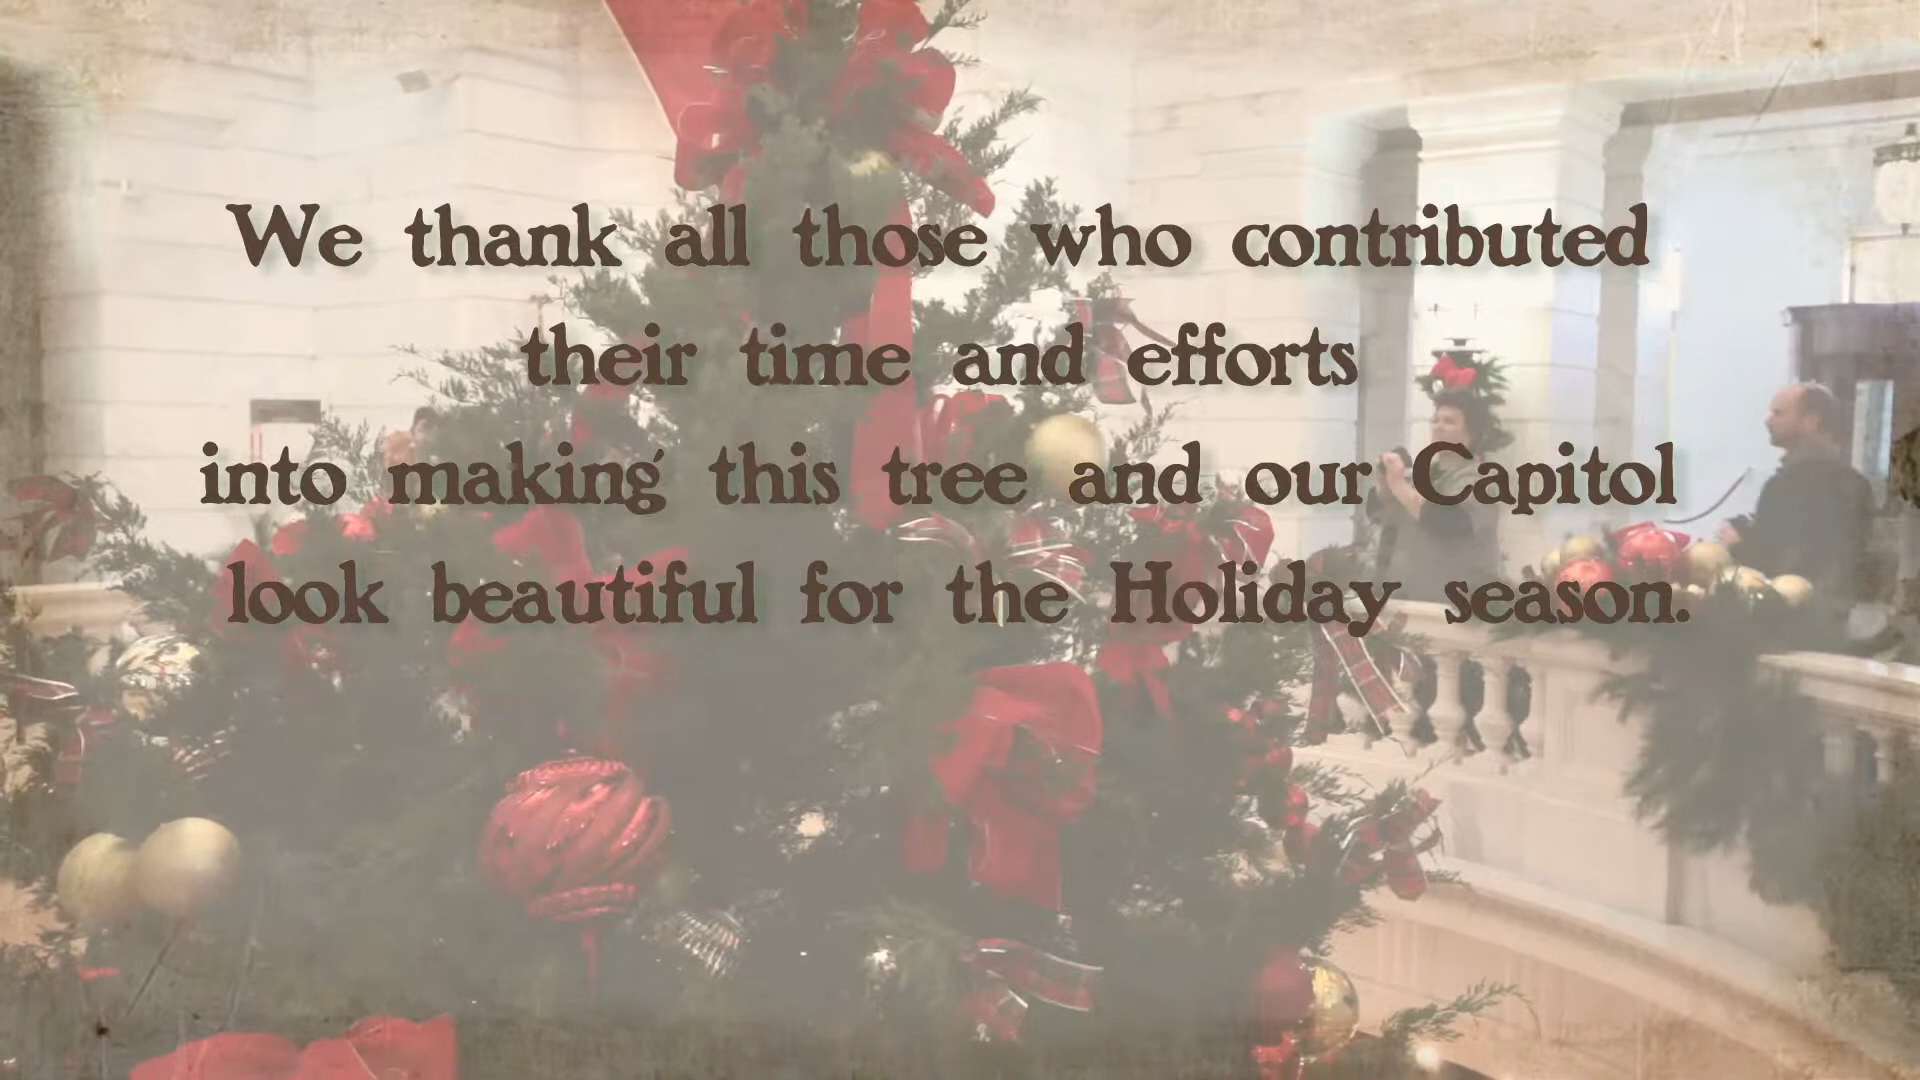 We thank all those who contributed
their time and efforts
into making this tree and our Capitol
look beautiful for the Holiday season.